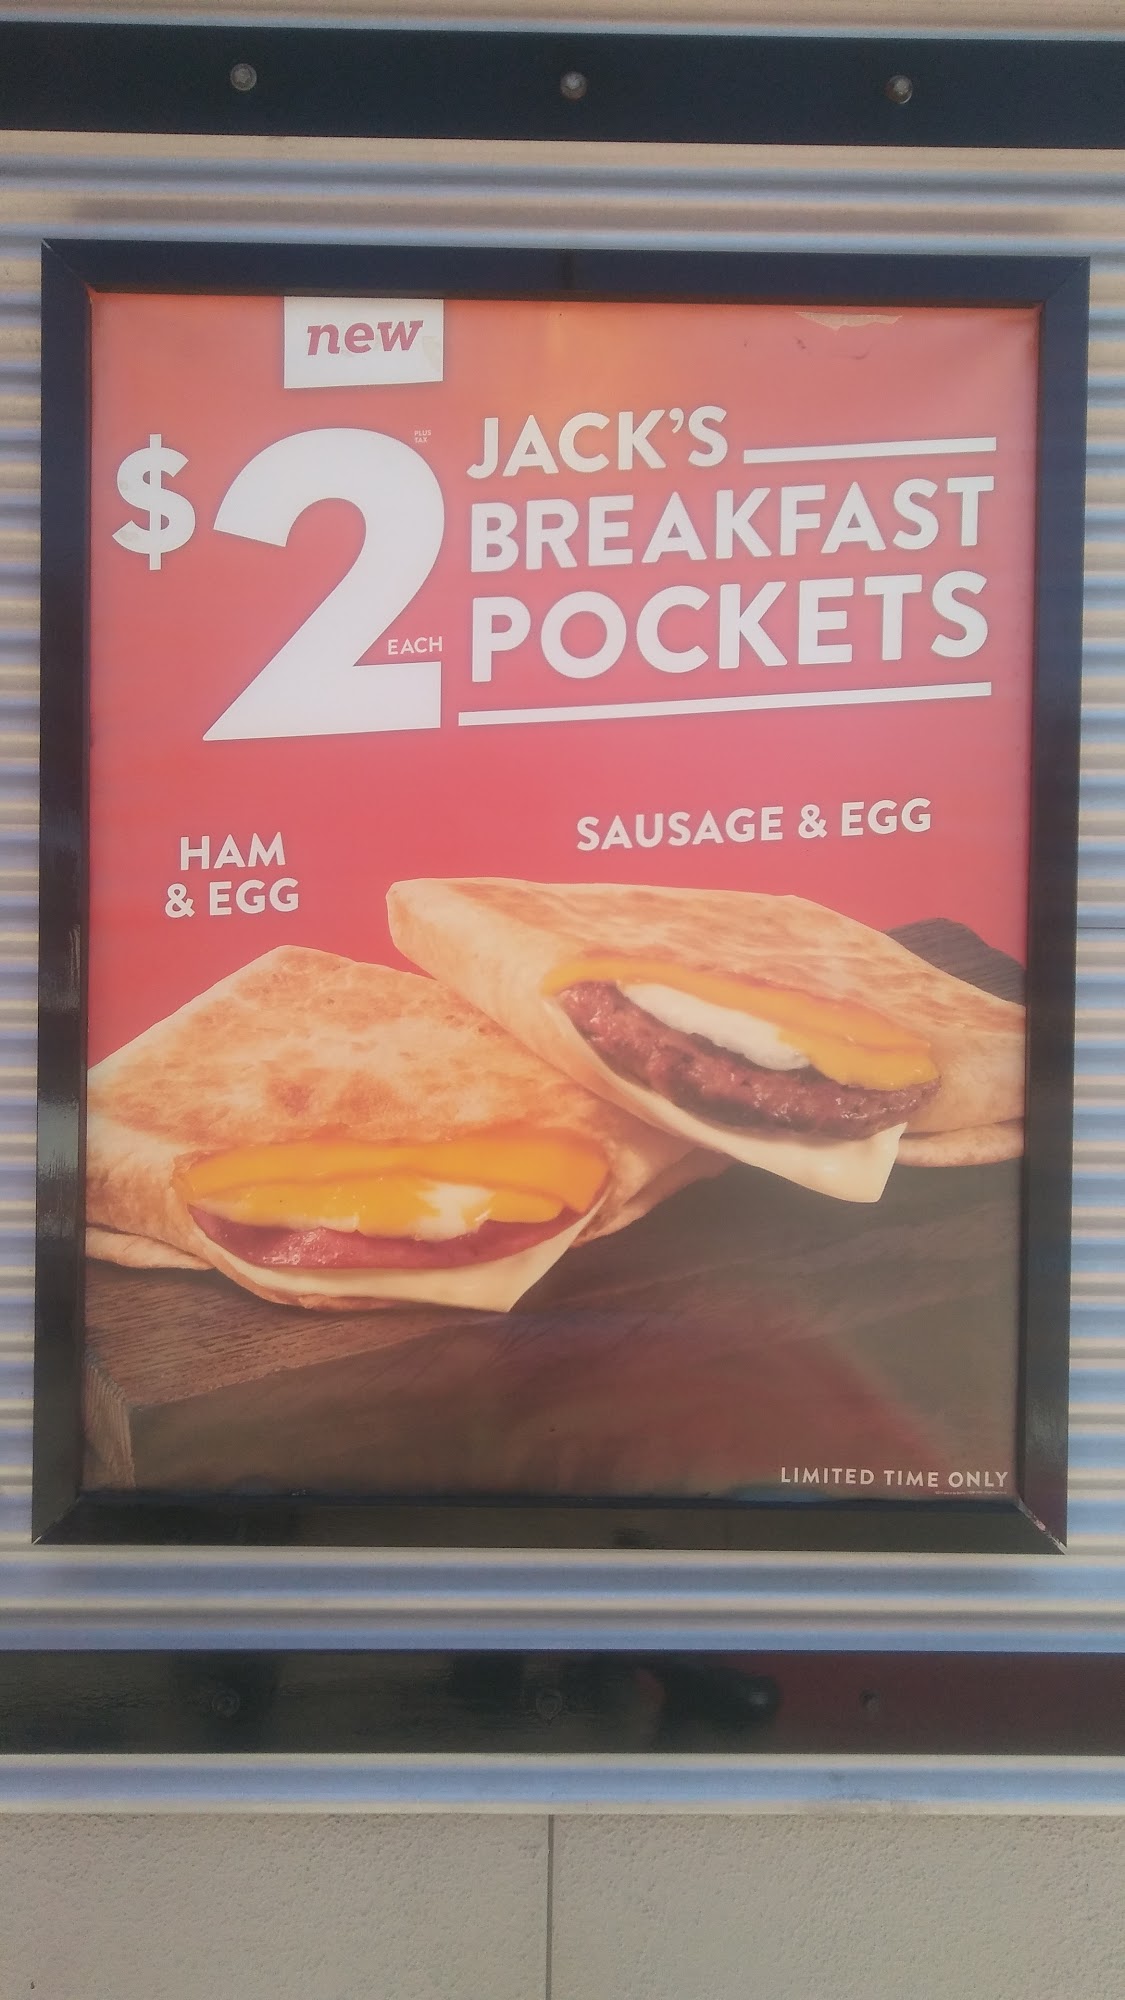 new
$2 PLUS TAX EACH
JACK'S
BREAKFAST
POCKETS
HAM
& EGG
SAUSAGE & EGG
LIMITED TIME ONLY